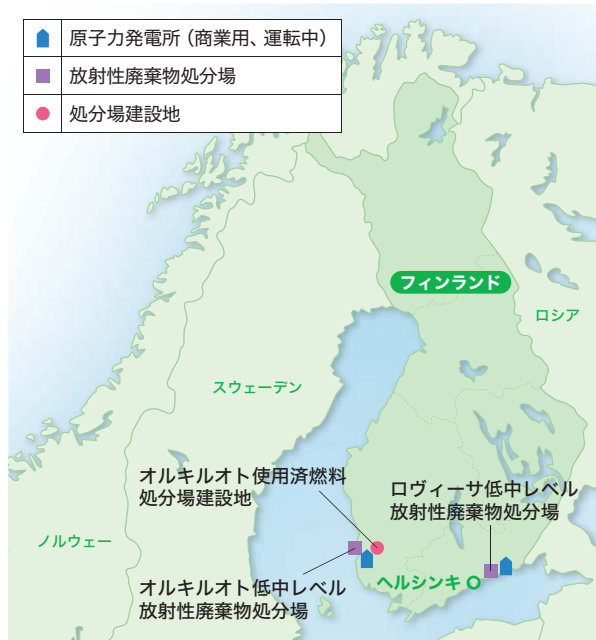 原子力発電所（商業用、運転中）
放射性廃棄物処分場
処分場建設地
フィンランド
ロシア
スウェーデン
オルキルオト使用済燃料
処分場建設地
ロヴィーサ低中レベル
放射性廃棄物処分場
ノルウェー
ヘルシンキ
オルキルオト低中レベル
放射性廃棄物処分場